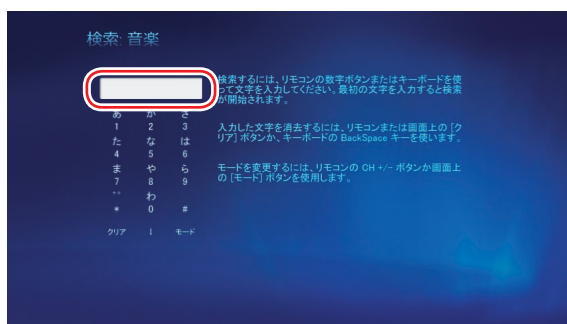 検索: 音楽
検索するには、リモコンの数字ボタンまたはキーボードを使
って文字を入力してください。最初の文字を入力すると検索
が開始されます。
あ か さ
1 2 3
入力した文字を消去するには、リモコンまたは画面上の [ク
リア] ボタンか、キーボードの BackSpace キーを使います。
た な は
4 5 6
モードを変更するには、リモコンの CH +/- ボタンか画面上
の [モード] ボタンを使用します。
ま や ら
7 8 9
゛゜ わ
* 0 #
クリア ! モード